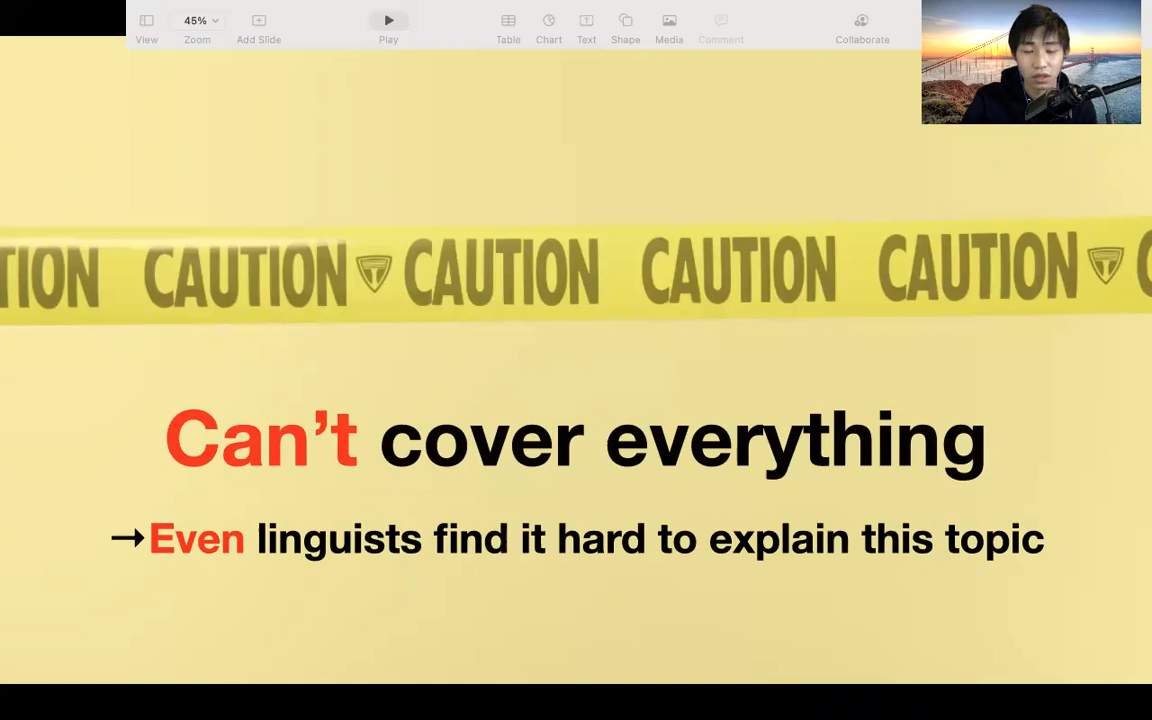 45%
View Zoom Add Slide Play Table Chart Text Shape Media Comment Collaborate
CAUTION CAUTION CAUTION CAUTION
Can’t cover everything
→Even linguists find it hard to explain this topic